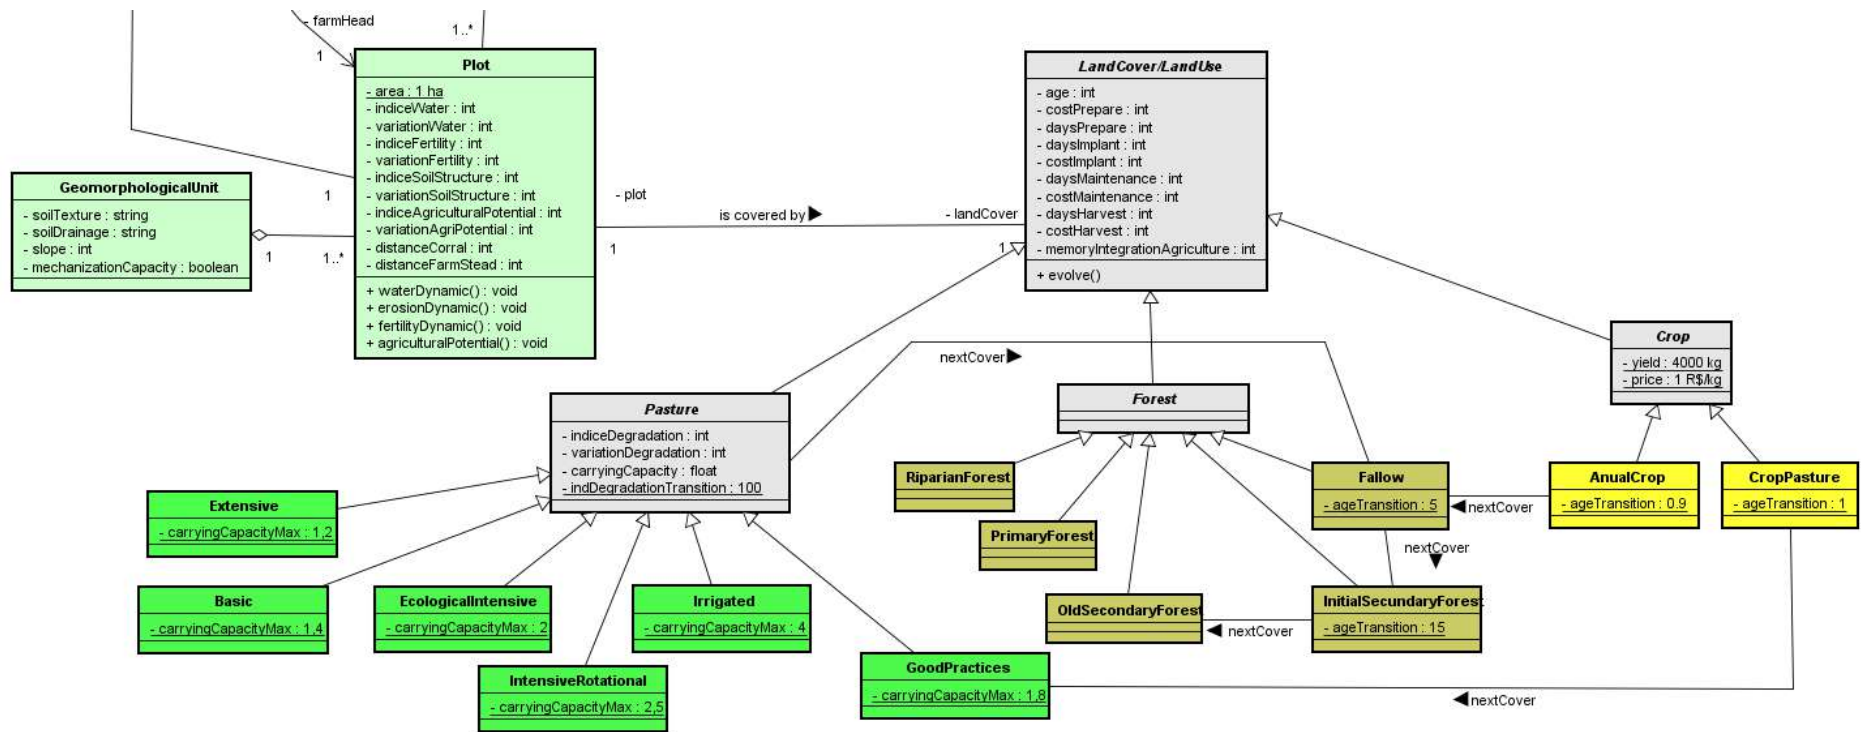 - farmHead
1
1..*
Plot
- area : 1 ha
- indiceWater : int
- variationWater : int
- indiceFertility : int
- variationFertility : int
- indiceSoilStructure : int
- variationSoilStructure : int
- indiceAgriculturalPotential : int
- variationAgriPotential : int
- distanceCorral : int
- distanceFarmStead : int
+ waterDynamic() : void
+ erosionDynamic() : void
+ fertilityDynamic() : void
+ agriculturalPotential() : void
GeomorphologicalUnit
- soilTexture : string
- soilDrainage : string
- slope : int
- mechanizationCapacity : boolean
1
1
1..*
- plot
1
is covered by
- landCover
1
LandCover/LandUse
- age : int
- costPrepare : int
- daysPrepare : int
- daysImplant : int
- costImplant : int
- daysMaintenance : int
- costMaintenance : int
- daysHarvest : int
- costHarvest : int
- memoryIntegrationAgriculture : int
+ evolve()
Crop
- yield : 4000 kg
- price : 1 R$/kg
nextCover
Pasture
- indiceDegradation : int
- variationDegradation : int
- carryingCapacity : float
- indDegradationTransition : 100
Forest
RiparianForest
PrimaryForest
Fallow
- ageTransition : 5
nextCover
AnualCrop
- ageTransition : 0.9
CropPasture
- ageTransition : 1
nextCover
Extensive
- carryingCapacityMax : 1,2
Basic
- carryingCapacityMax : 1,4
EcologicalIntensive
- carryingCapacityMax : 2
Irrigated
- carryingCapacityMax : 4
OldSecondaryForest
nextCover
InitialSecundaryForest
- ageTransition : 15
IntensiveRotational
- carryingCapacityMax : 2,5
GoodPractices
- carryingCapacityMax : 1,8
nextCover